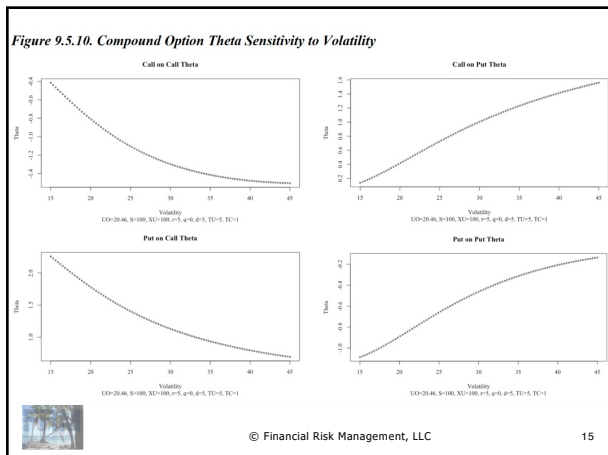 Figure 9.5.10. Compound Option Theta Sensitivity to Volatility
Call on Call Theta
Theta
-0.4
-0.6
-0.8
-1.0
-1.2
-1.4
15 20 25 30 35 40 45
Volatility
UO=20.46, S=100, XU=100, r=5, q=0, d=5, TU=5, TC=1
Call on Put Theta
Theta
1.6
1.4
1.2
1.0
0.8
0.6
0.4
0.2
15 20 25 30 35 40 45
Volatility
UO=20.46, S=100, XU=100, r=5, q=0, d=5, TU=5, TC=1
Put on Call Theta
Theta
2.0
1.5
1.0
15 20 25 30 35 40 45
Volatility
UO=20.46, S=100, XU=100, r=5, q=0, d=5, TU=5, TC=1
Put on Put Theta
Theta
-0.2
-0.4
-0.6
-0.8
-1.0
15 20 25 30 35 40 45
Volatility
UO=20.46, S=100, XU=100, r=5, q=0, d=5, TU=5, TC=1
© Financial Risk Management, LLC
15